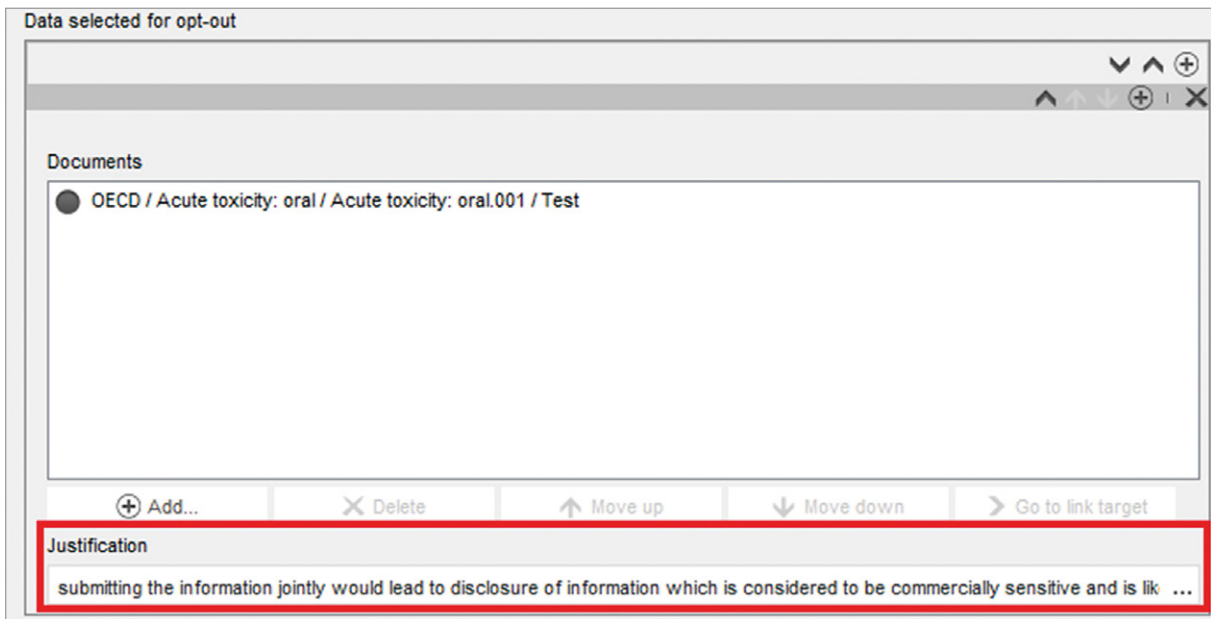 Data selected for opt-out
Documents
OECD / Acute toxicity: oral / Acute toxicity: oral.001 / Test
Add... Delete Move up Move down Go to link target
Justification
submitting the information jointly would lead to disclosure of information which is considered to be commercially sensitive and is lik ...